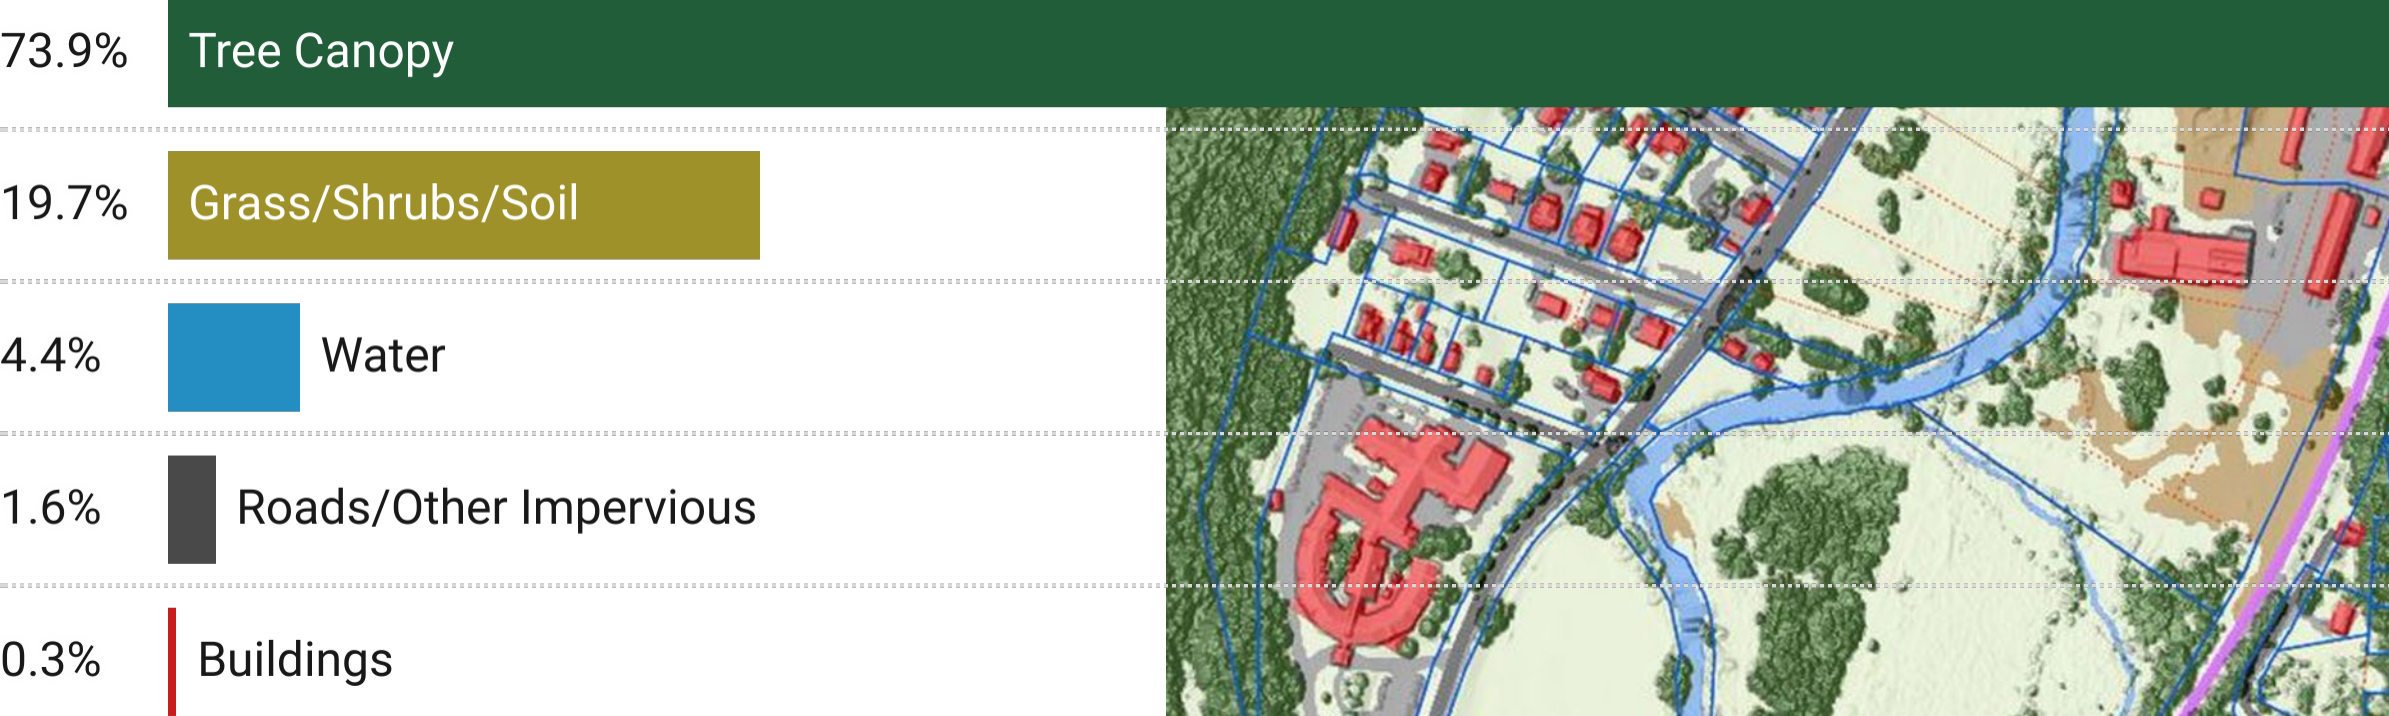 73.9% Tree Canopy
19.7% Grass/Shrubs/Soil
4.4% Water
1.6% Roads/Other Impervious
0.3% Buildings